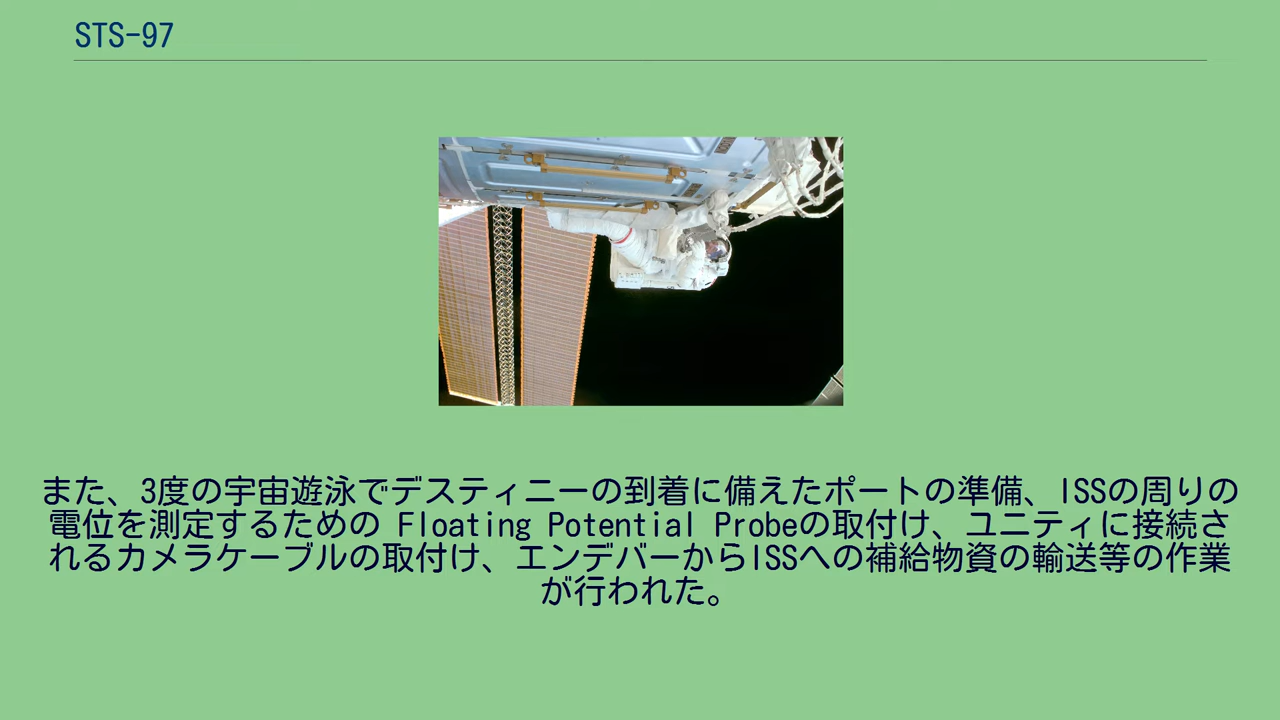 STS-97
また、3度の宇宙遊泳でデスティニーの到着に備えたポートの準備、ISSの周りの
電位を測定するための Floating Potential Probeの取付け、ユニティに接続さ
れるカメラケーブルの取付け、エンデバーからISSへの補給物資の輸送等の作業
が行われた。